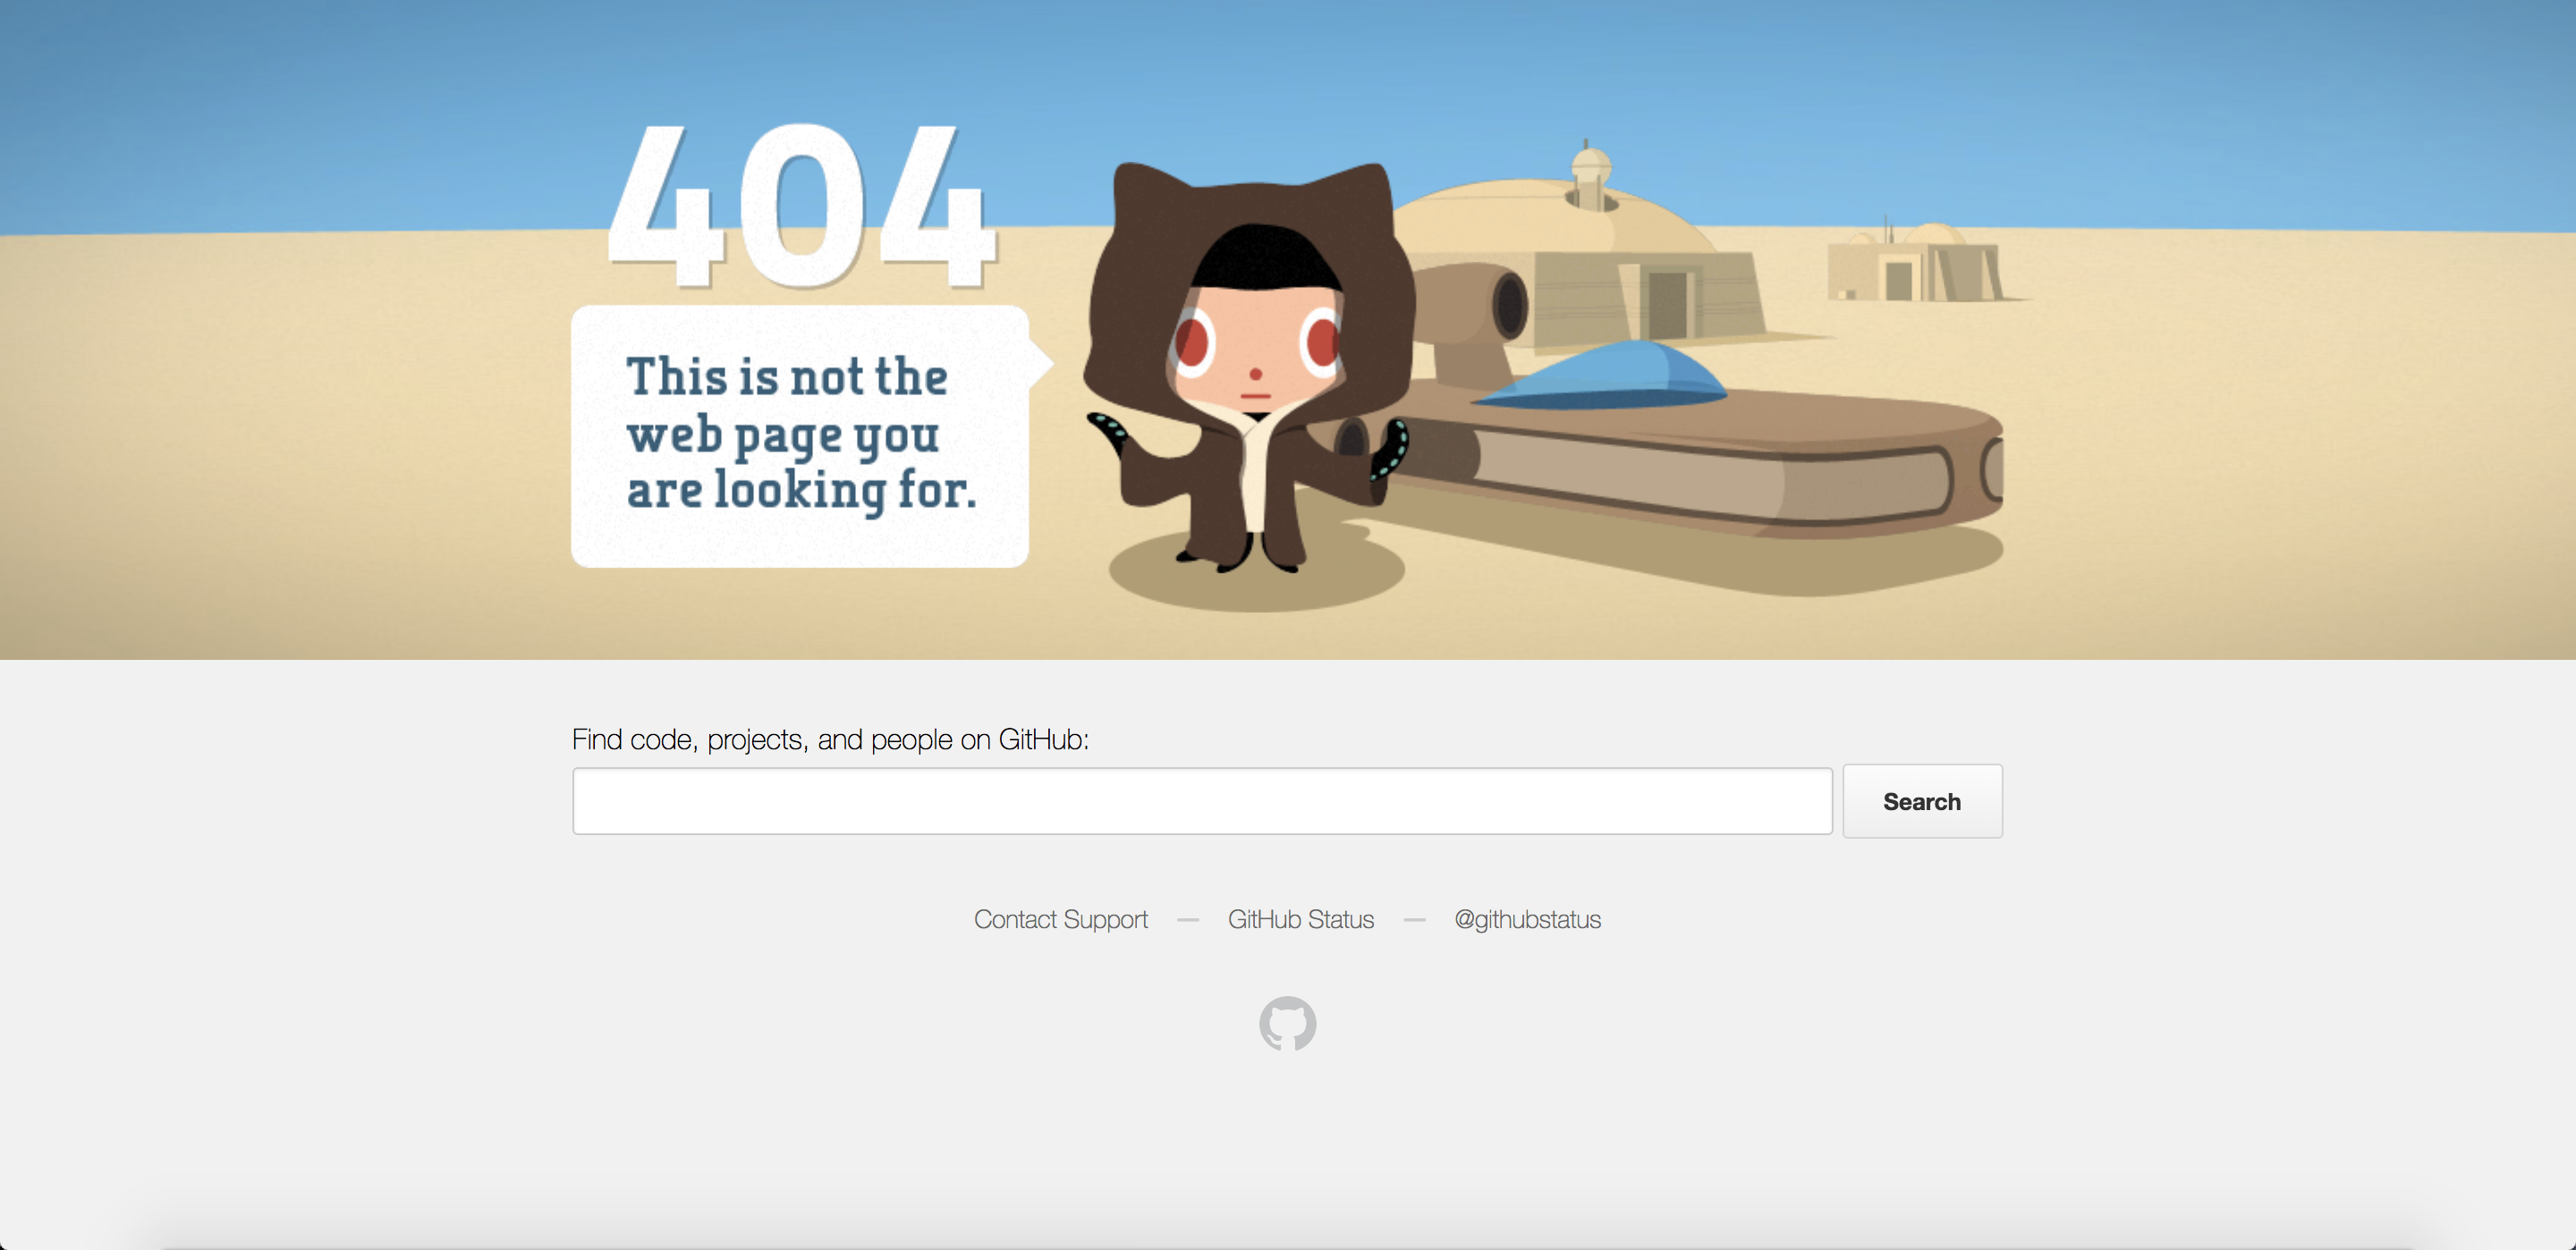 404
This is not the
web page you
are looking for.
Find code, projects, and people on GitHub:
Search
Contact Support — GitHub Status — @githubstatus